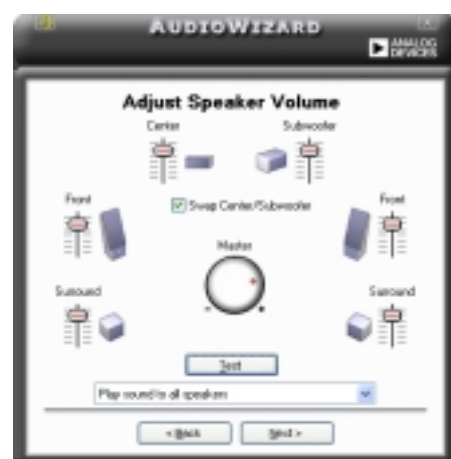 AUDIOWIZARD
ANALOG
DEVICES
Adjust Speaker Volume
Center Subwoofer
Front Swap Center/Subwoofer Front
Master
Surround Surround
- +
Test
Play sound to all speakers
< Back Next >